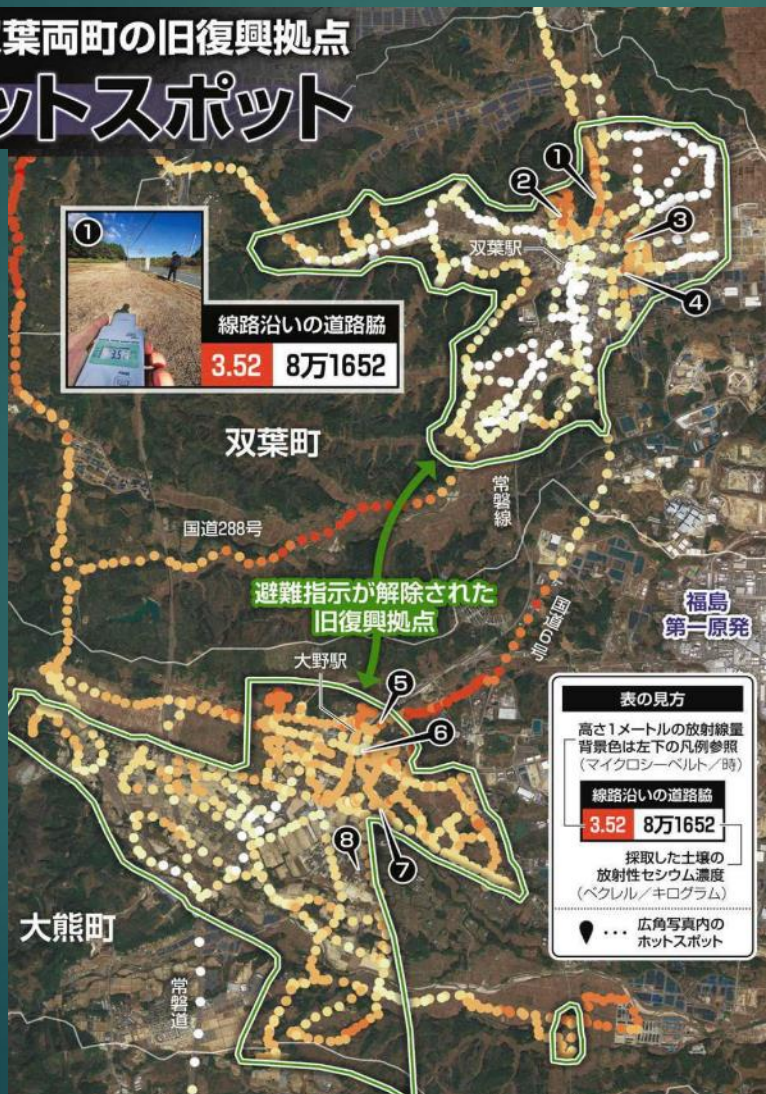 葉両町の旧復興拠点
ットスポット
①
②
①
③
双葉駅
④
線路沿いの道路脇
3.52 8万1652
双葉町
常磐線
国道288号
避難指示が解除された
旧復興拠点
国道6号
福島
第一原発
大野駅
⑤
⑥
⑧
⑦
大熊町
常磐道
表の見方
高さ1メートルの放射線量
背景色は左下の凡例参照
(マイクロシーベルト/時)
線路沿いの道路脇
3.52 8万1652
採取した土壌の
放射性セシウム濃度
(ベクレル/キログラム)
… 広角写真内の
ホットスポット